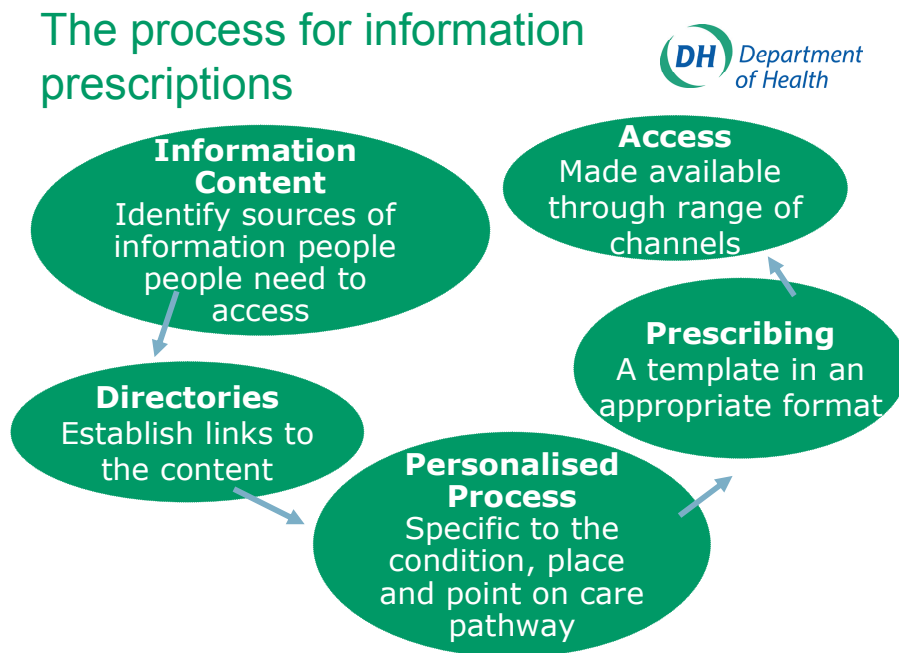 The process for information
prescriptions
DH Department
of Health
Information
Content
Identify sources of
information people
people need to
access
Directories
Establish links to
the content
Personalised
Process
Specific to the
condition, place
and point on care
pathway
Prescribing
A template in an
appropriate format
Access
Made available
through range of
channels